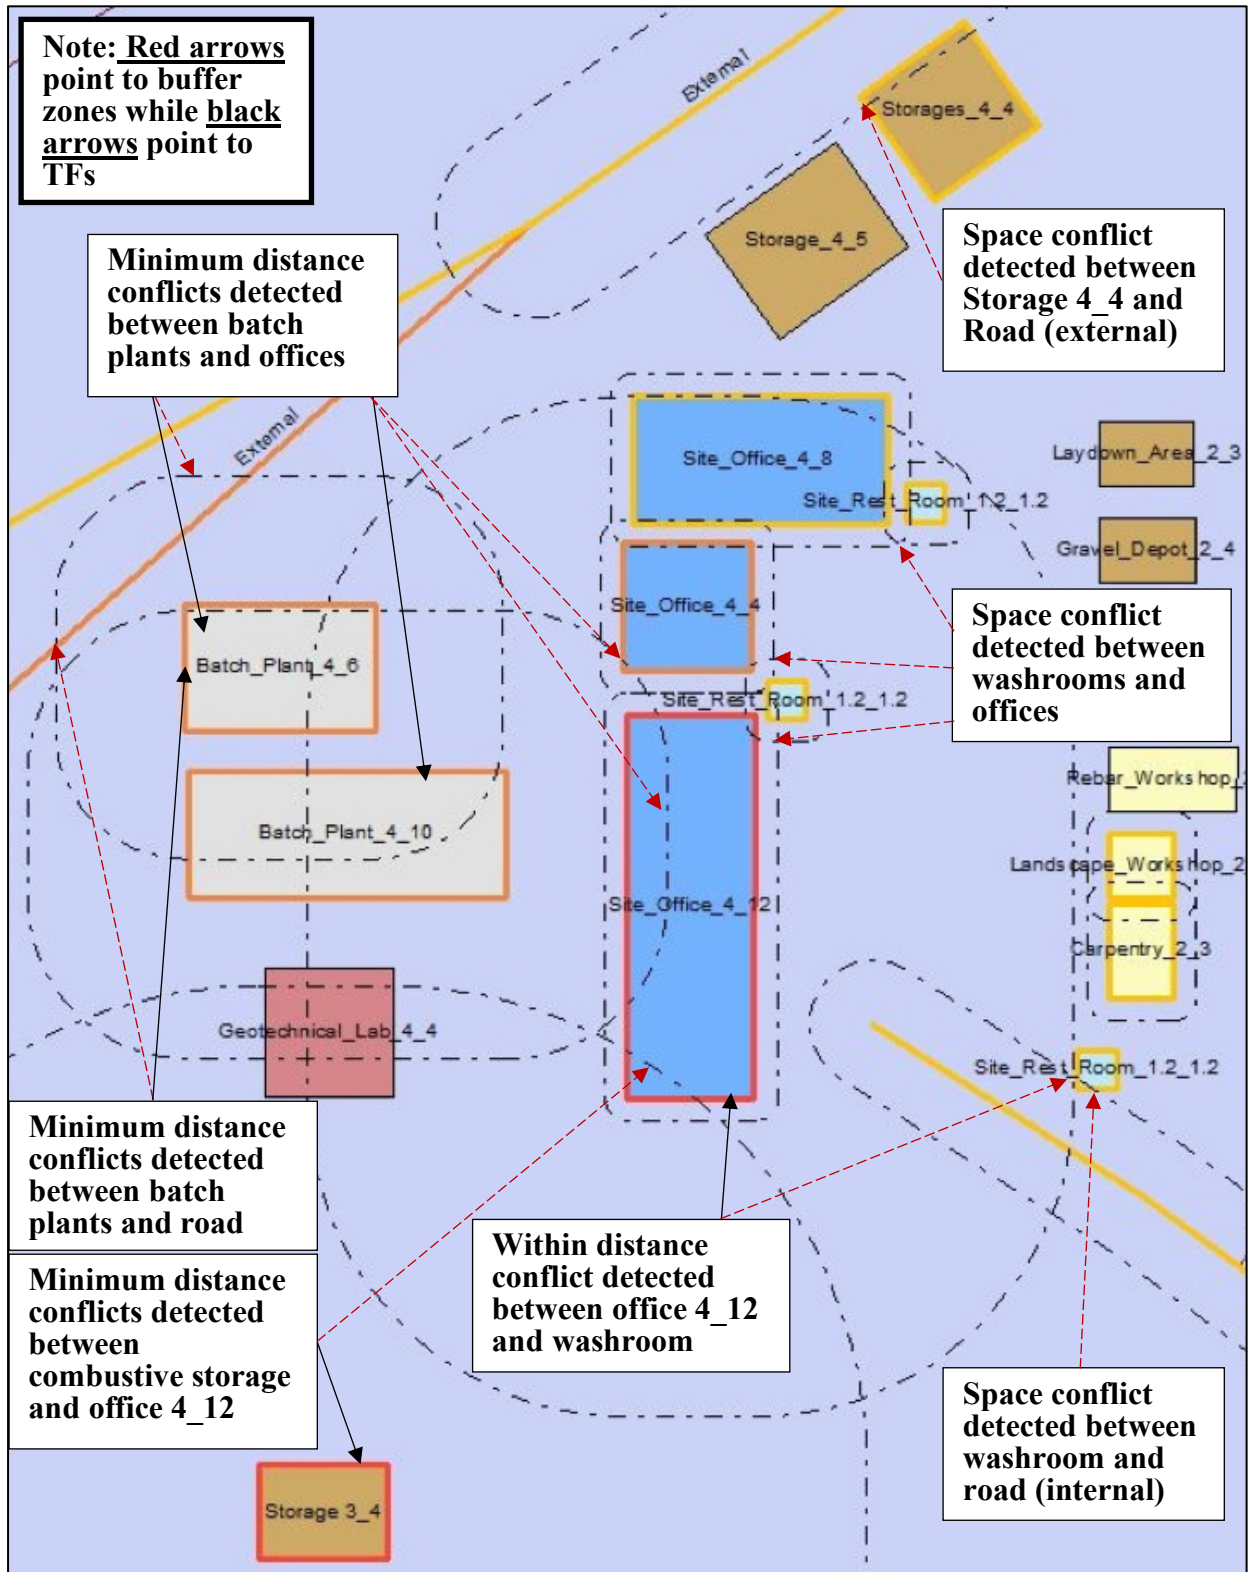 Note: Red arrows
point to buffer
zones while black
arrows point to
TFs
External
Storages_4_4
Storage_4_5
Space conflict
detected between
Storage 4_4 and
Road (external)
Minimum distance
conflicts detected
between batch
plants and offices
External
Site_Office_4_8
Laydown_Area_2_3
Site_Rest_Room_1.2_1.2
Gravel_Depot_2_4
Site_Office_4_4
Space conflict
detected between
washrooms and
offices
Batch_Plant_4_6
Site_Rest_Room_1.2_1.2
Rebar_Workshop_2
Batch_Plant_4_10
Landscape_Workshop_2
Site_Office_4_12
Carpentry_2_3
Geotechnical_Lab_4_4
Site_Rest_Room_1.2_1.2
Minimum distance
conflicts detected
between batch
plants and road
Within distance
conflict detected
between office 4_12
and washroom
Minimum distance
conflicts detected
between
combustive storage
and office 4_12
Space conflict
detected between
washroom and
road (internal)
Storage 3_4